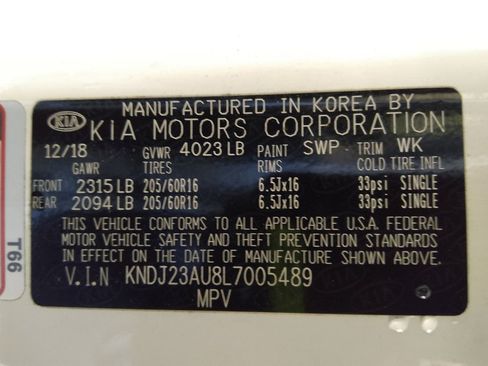 MANUFACTURED IN KOREA BY
KIA KIA MOTORS CORPORATION
12/18 GVWR 4023 LB PAINT SWP TRIM WK
GAWR TIRES RIMS COLD TIRE INFL
FRONT 2315 LB 205/60R16 6.5Jx16 33psi SINGLE
REAR 2094 LB 205/60R16 6.5Jx16 33psi SINGLE
THIS VEHICLE CONFORMS TO ALL APPLICABLE U.S.A. FEDERAL
MOTOR VEHICLE SAFETY AND THEFT PREVENTION STANDARDS
IN EFFECT ON THE DATE OF MANUFACTURE SHOWN ABOVE.
V.I.N KNDJ23AU8L7005489
MPV
T66